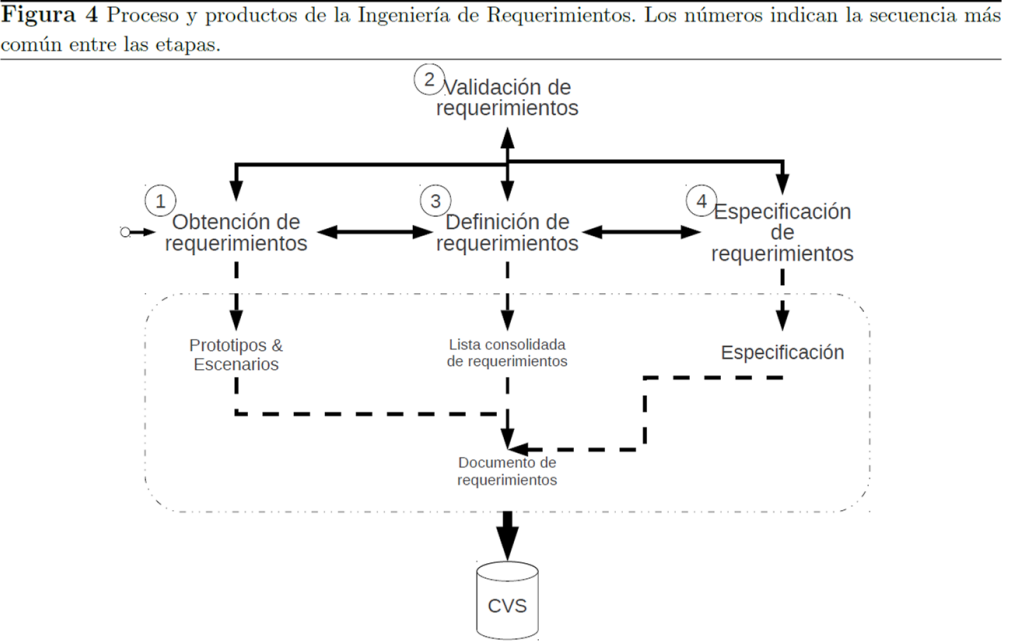 Figura 4 Proceso y productos de la Ingeniería de Requerimientos. Los números indican la secuencia más
común entre las etapas.
2
Validación de
requerimientos
1
Obtención de
requerimientos
3
Definición de
requerimientos
4
Especificación
de
requerimientos
Prototipos &
Escenarios
Lista consolidada
de requerimientos
Especificación
Documento de
requerimientos
CVS